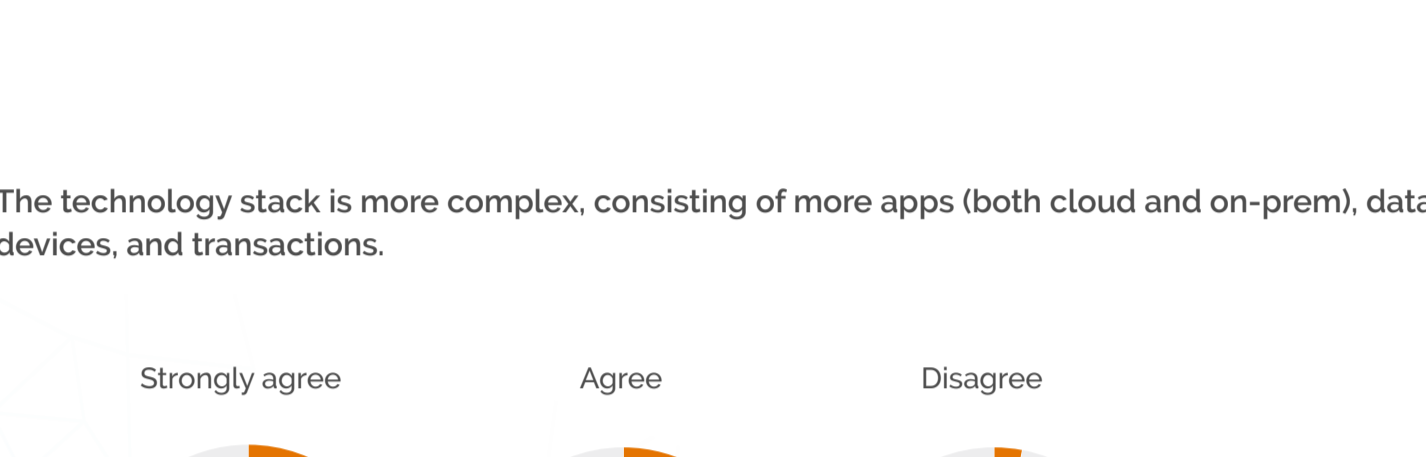 The technology stack is more complex, consisting of more apps (both cloud and on-prem), data
devices, and transactions.
Strongly agree
Agree
Disagree